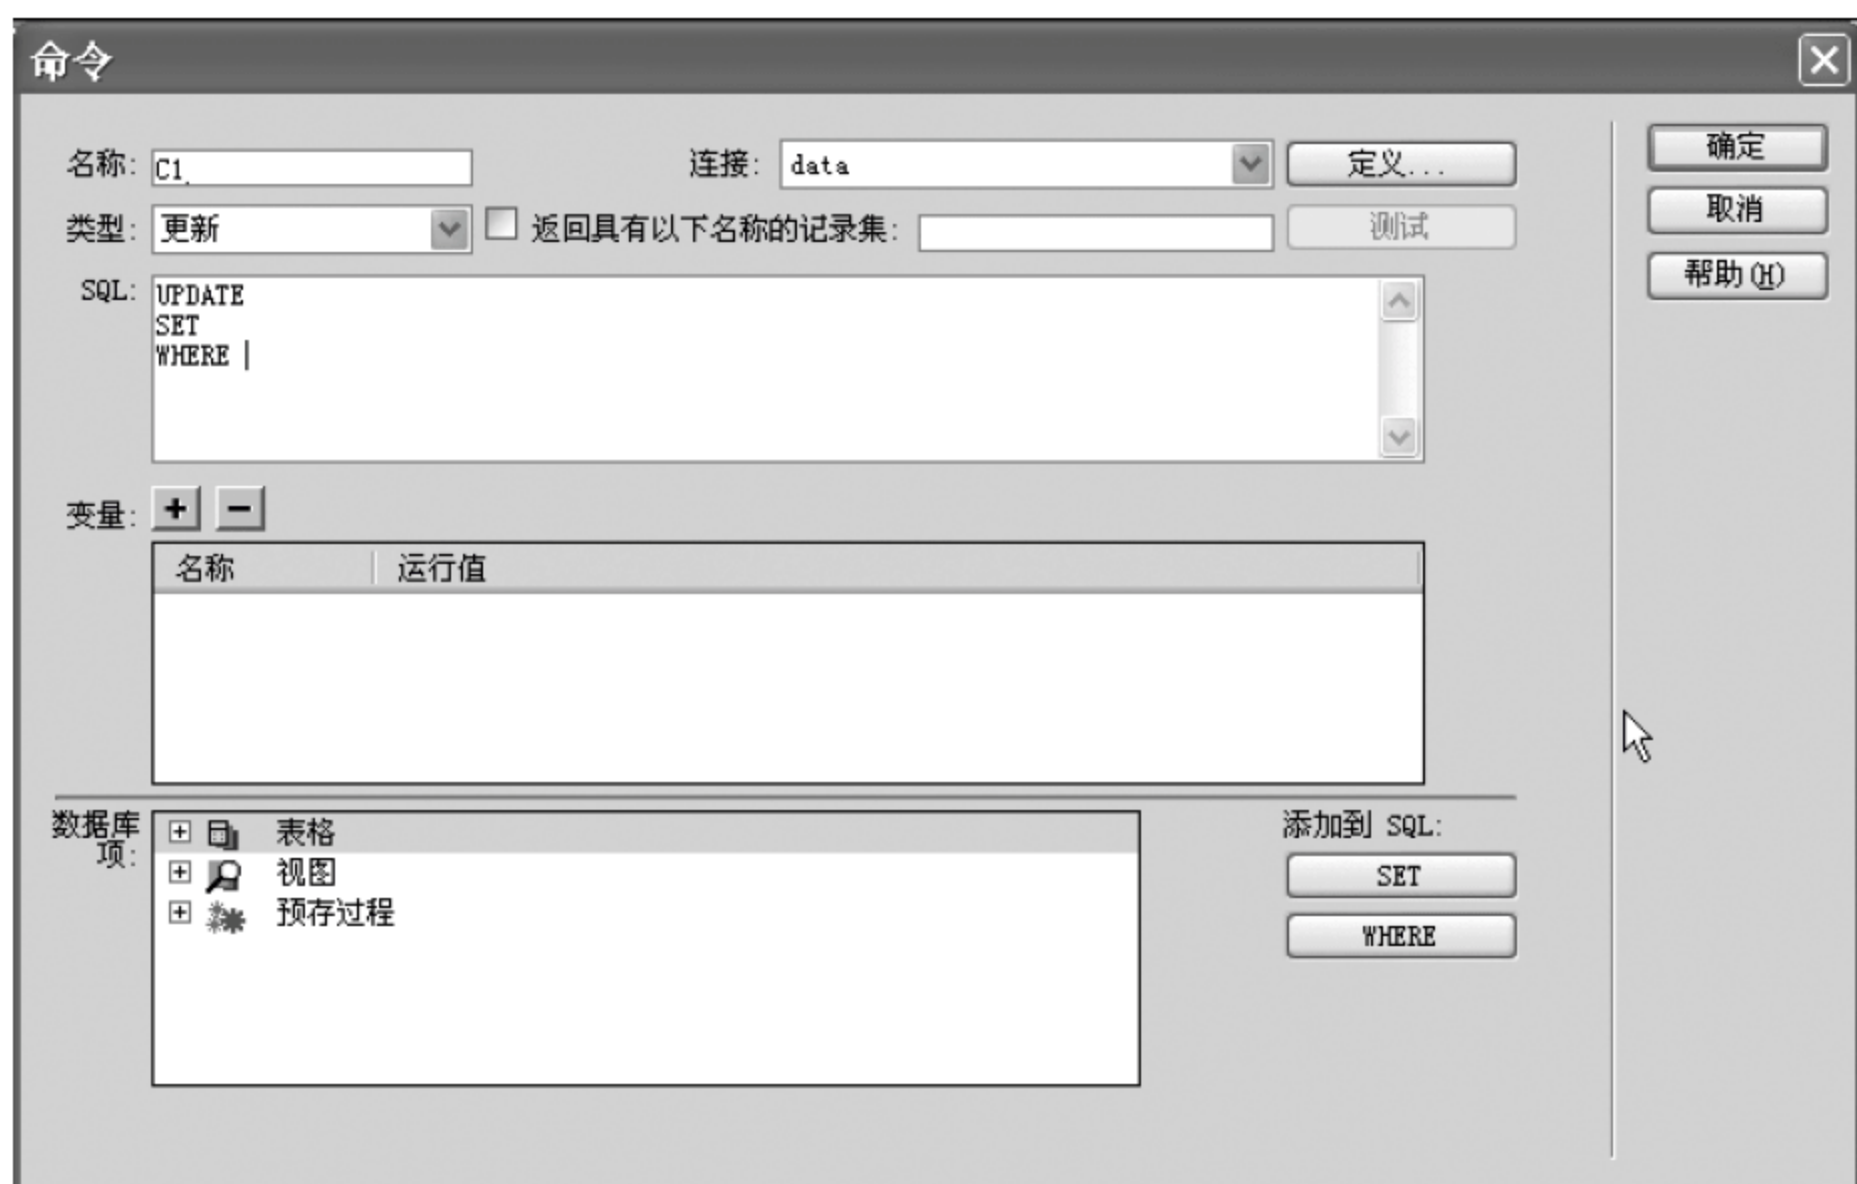 命令
名称: C1
连接: data
定义...
确定
类型: 更新
返回具有以下名称的记录集:
测试
取消
SQL: UPDATE
SET
WHERE
帮助(H)
变量: + -
名称 运行值
数据库项:
表格
视图
预存过程
添加到 SQL:
SET
WHERE